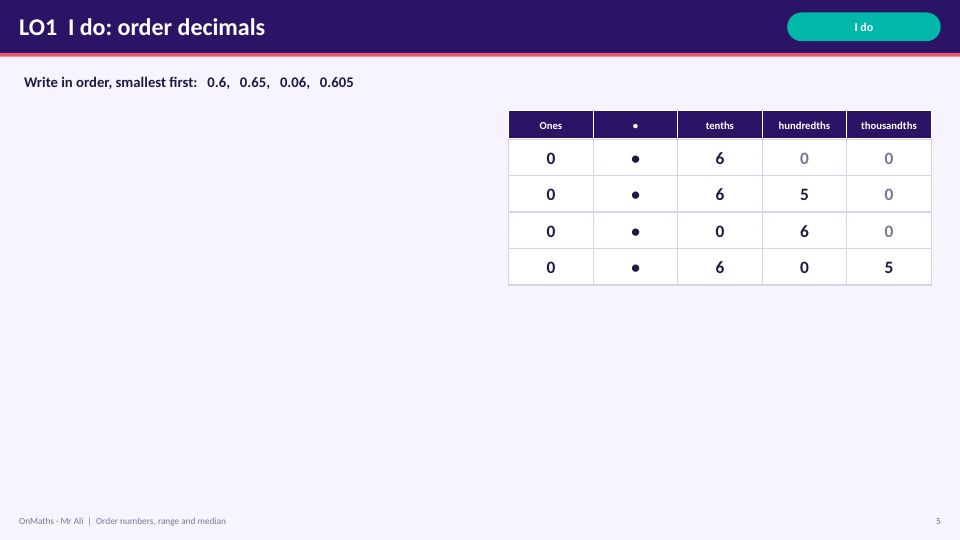 LO1 I do: order decimals
I do
Write in order, smallest first: 0.6, 0.65, 0.06, 0.605
Ones • tenths hundredths thousandths
0 • 6 0 0
0 • 6 5 0
0 • 0 6 0
0 • 6 0 5
OnMaths - Mr Ali | Order numbers, range and median
5